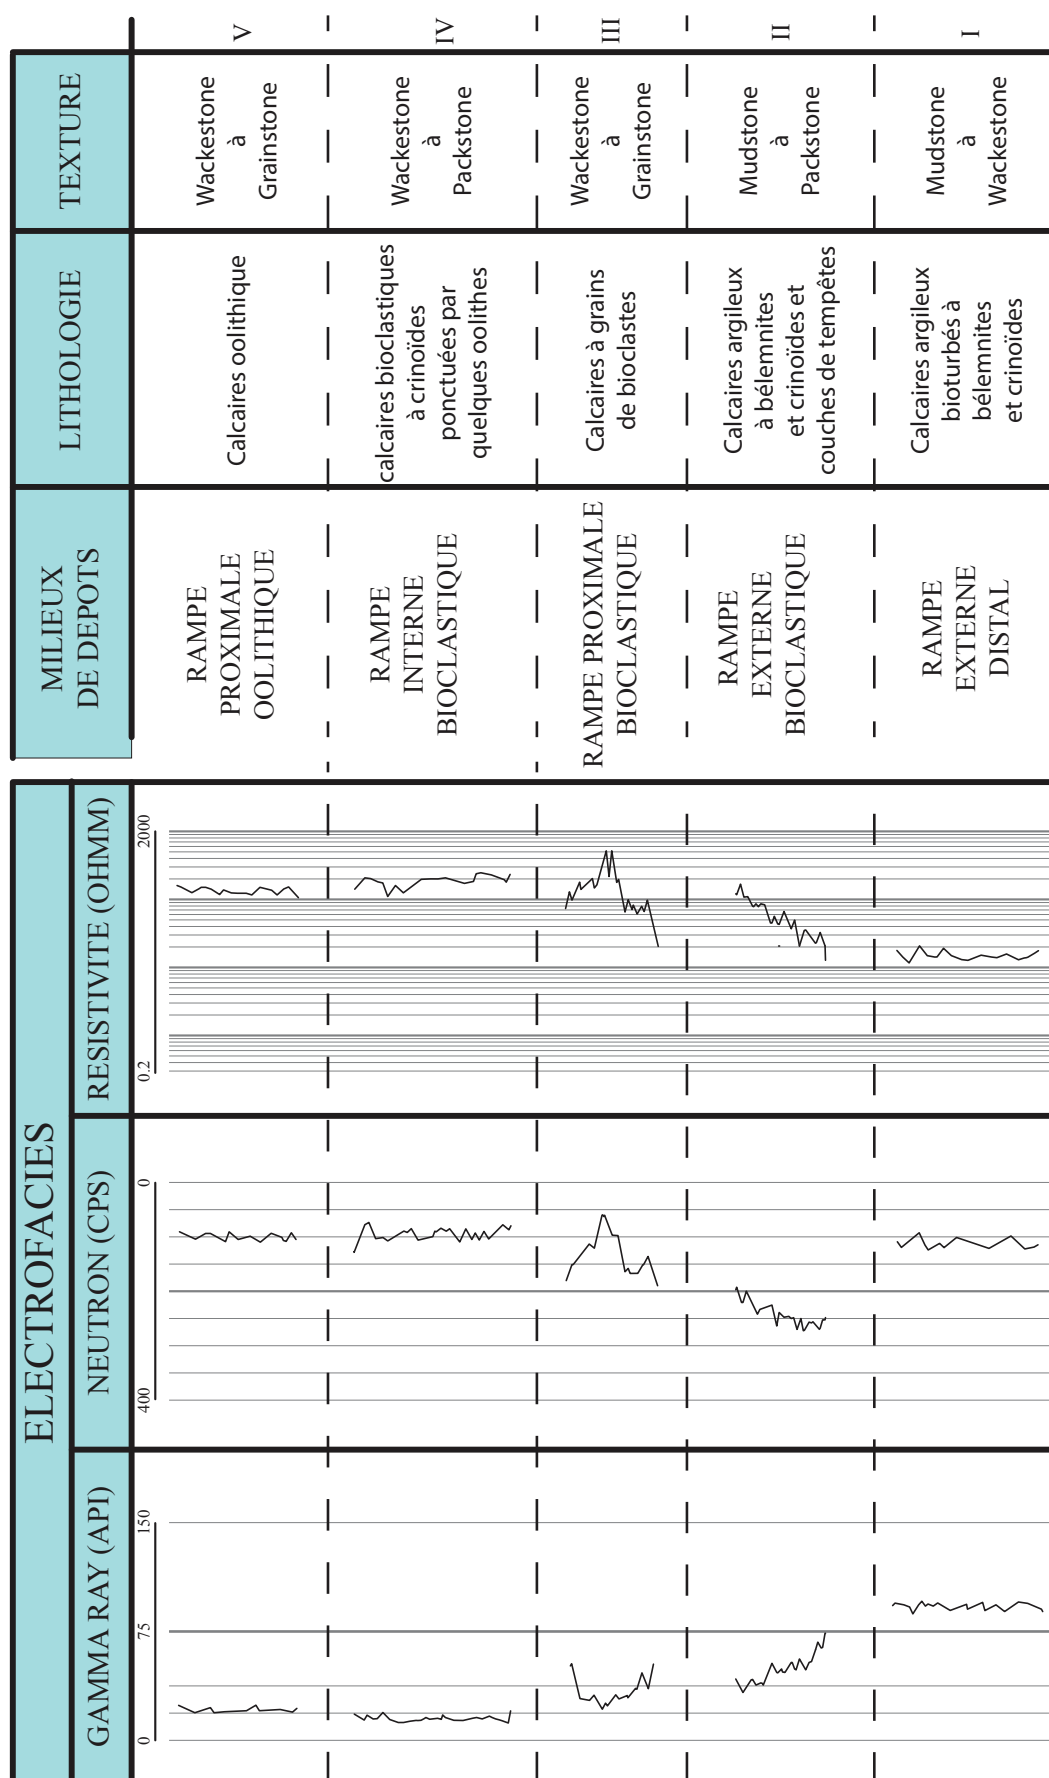 ELECTROFACIES
MILIEUX
DE DEPOTS
LITHOLOGIE
TEXTURE
GAMMA RAY (API)
NEUTRON (CPS)
RESISTIVITE (OHMM)
0
75
150
400
0
0.2
2000
RAMPE
PROXIMALE
OOLITHIQUE
Calcaires oolithique
Wackestone
à
Grainstone
V
RAMPE
INTERNE
BIOCLASTIQUE
calcaires bioclastiques
à crinoïdes
ponctuées par
quelques oolithes
Wackestone
à
Packstone
IV
RAMPE PROXIMALE
BIOCLASTIQUE
Calcaires à grains
de bioclastes
Wackestone
à
Grainstone
III
RAMPE
EXTERNE
BIOCLASTIQUE
Calcaires argileux
à bélemnites
et crinoïdes et
couches de tempêtes
Mudstone
à
Packstone
II
RAMPE
EXTERNE
DISTAL
Calcaires argileux
bioturbés à
bélemnites
et crinoïdes
Mudstone
à
Wackestone
I